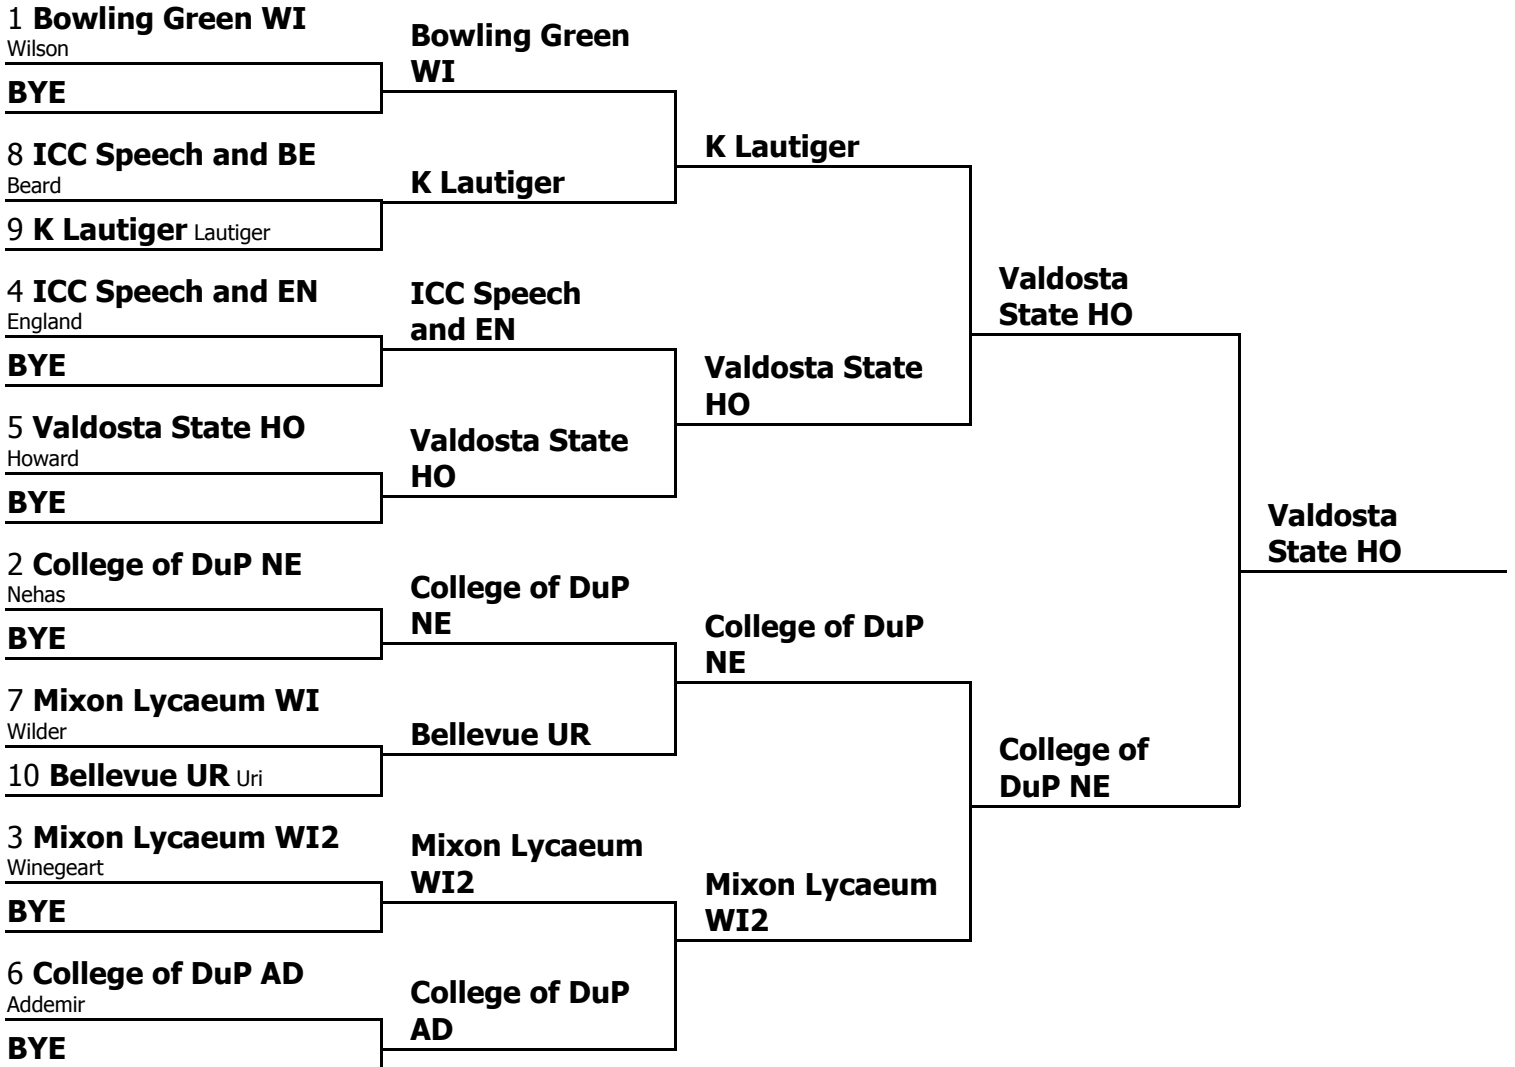 1 Bowling Green WI
Wilson
BYE
8 ICC Speech and BE
Beard
9 K Lautiger Lautiger
4 ICC Speech and EN
England
BYE
5 Valdosta State HO
Howard
BYE
2 College of DuP NE
Nehas
BYE
7 Mixon Lycaeum WI
Wilder
10 Bellevue UR Uri
3 Mixon Lycaeum WI2
Winegeart
BYE
6 College of DuP AD
Addemir
BYE
Bowling Green
WI
K Lautiger
ICC Speech
and EN
Valdosta State
HO
College of DuP
NE
Bellevue UR
Mixon Lycaeum
WI2
College of DuP
AD
K Lautiger
Valdosta State
HO
College of DuP
NE
Mixon Lycaeum
WI2
Valdosta
State HO
College of
DuP NE
Valdosta
State HO